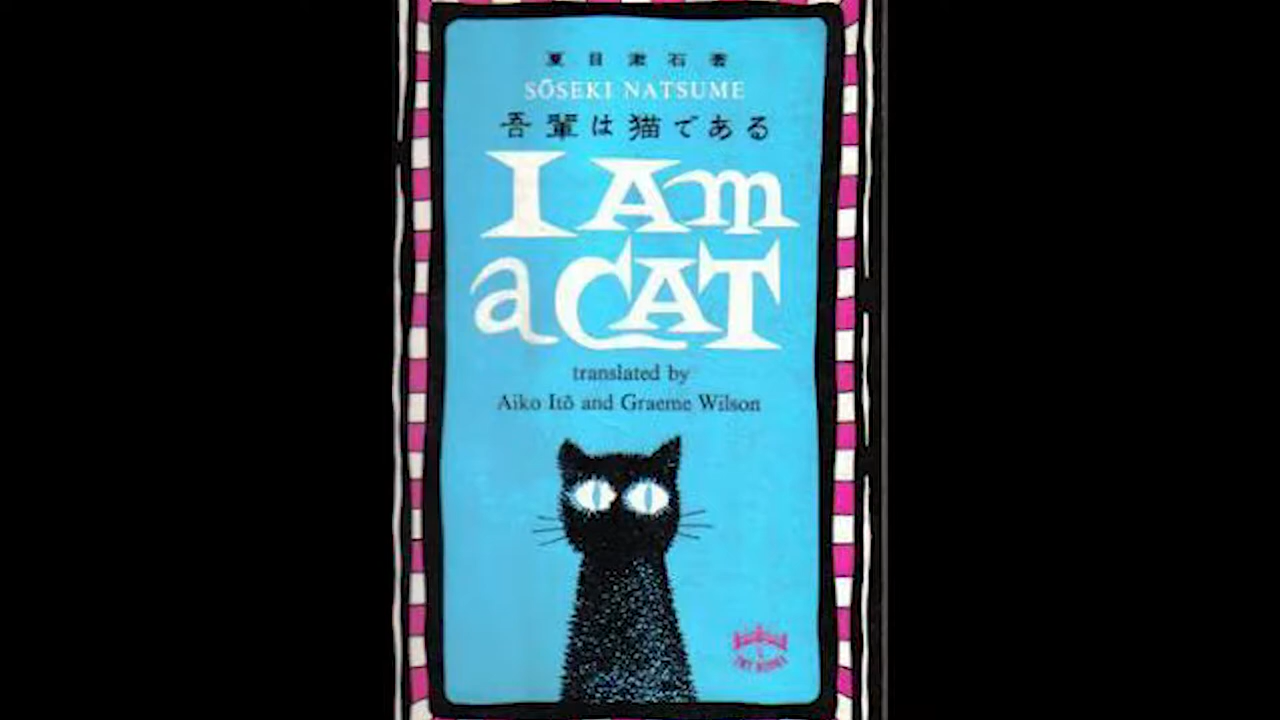 夏目漱石著
SŌSEKI NATSUME
吾輩は猫である
I Am
a CAT
translated by
Aiko Itō and Graeme Wilson